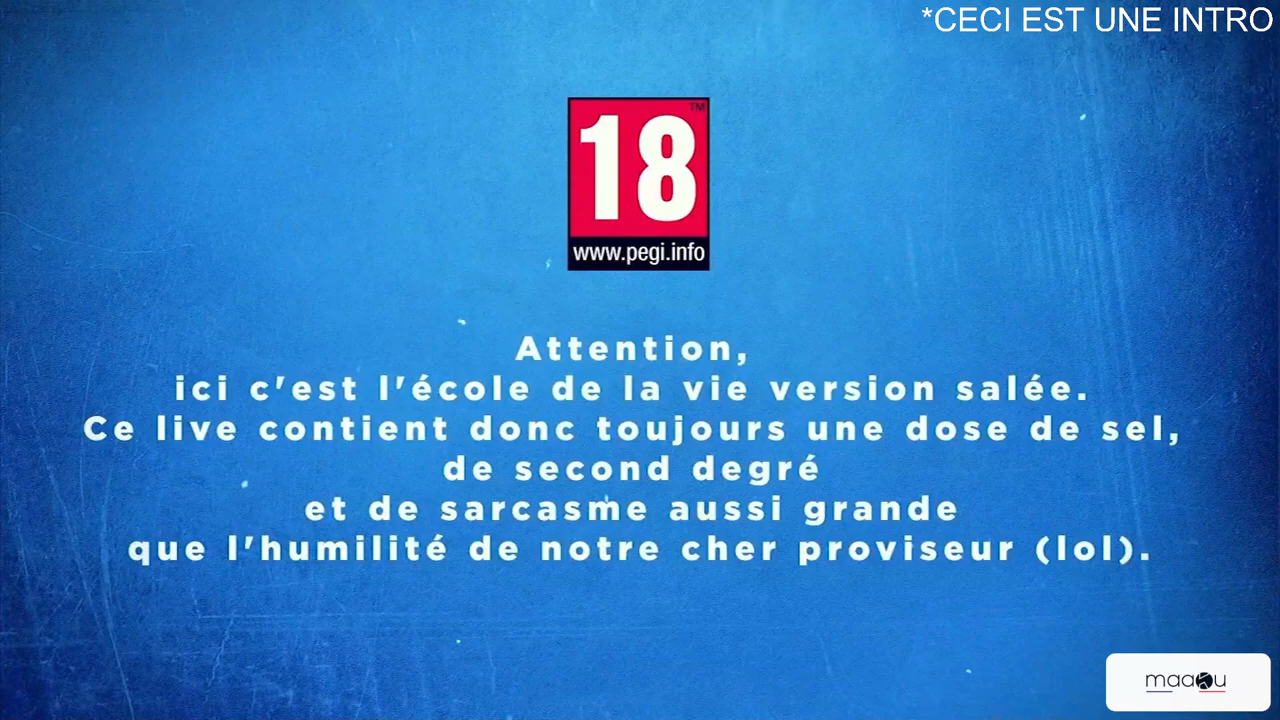 *CECI EST UNE INTRO
18
TM
www.pegi.info
Attention,
ici c'est l'école de la vie version salée.
Ce live contient donc toujours une dose de sel,
de second degré
et de sarcasme aussi grande
que l'humilité de notre cher proviseur (lol).
maaku